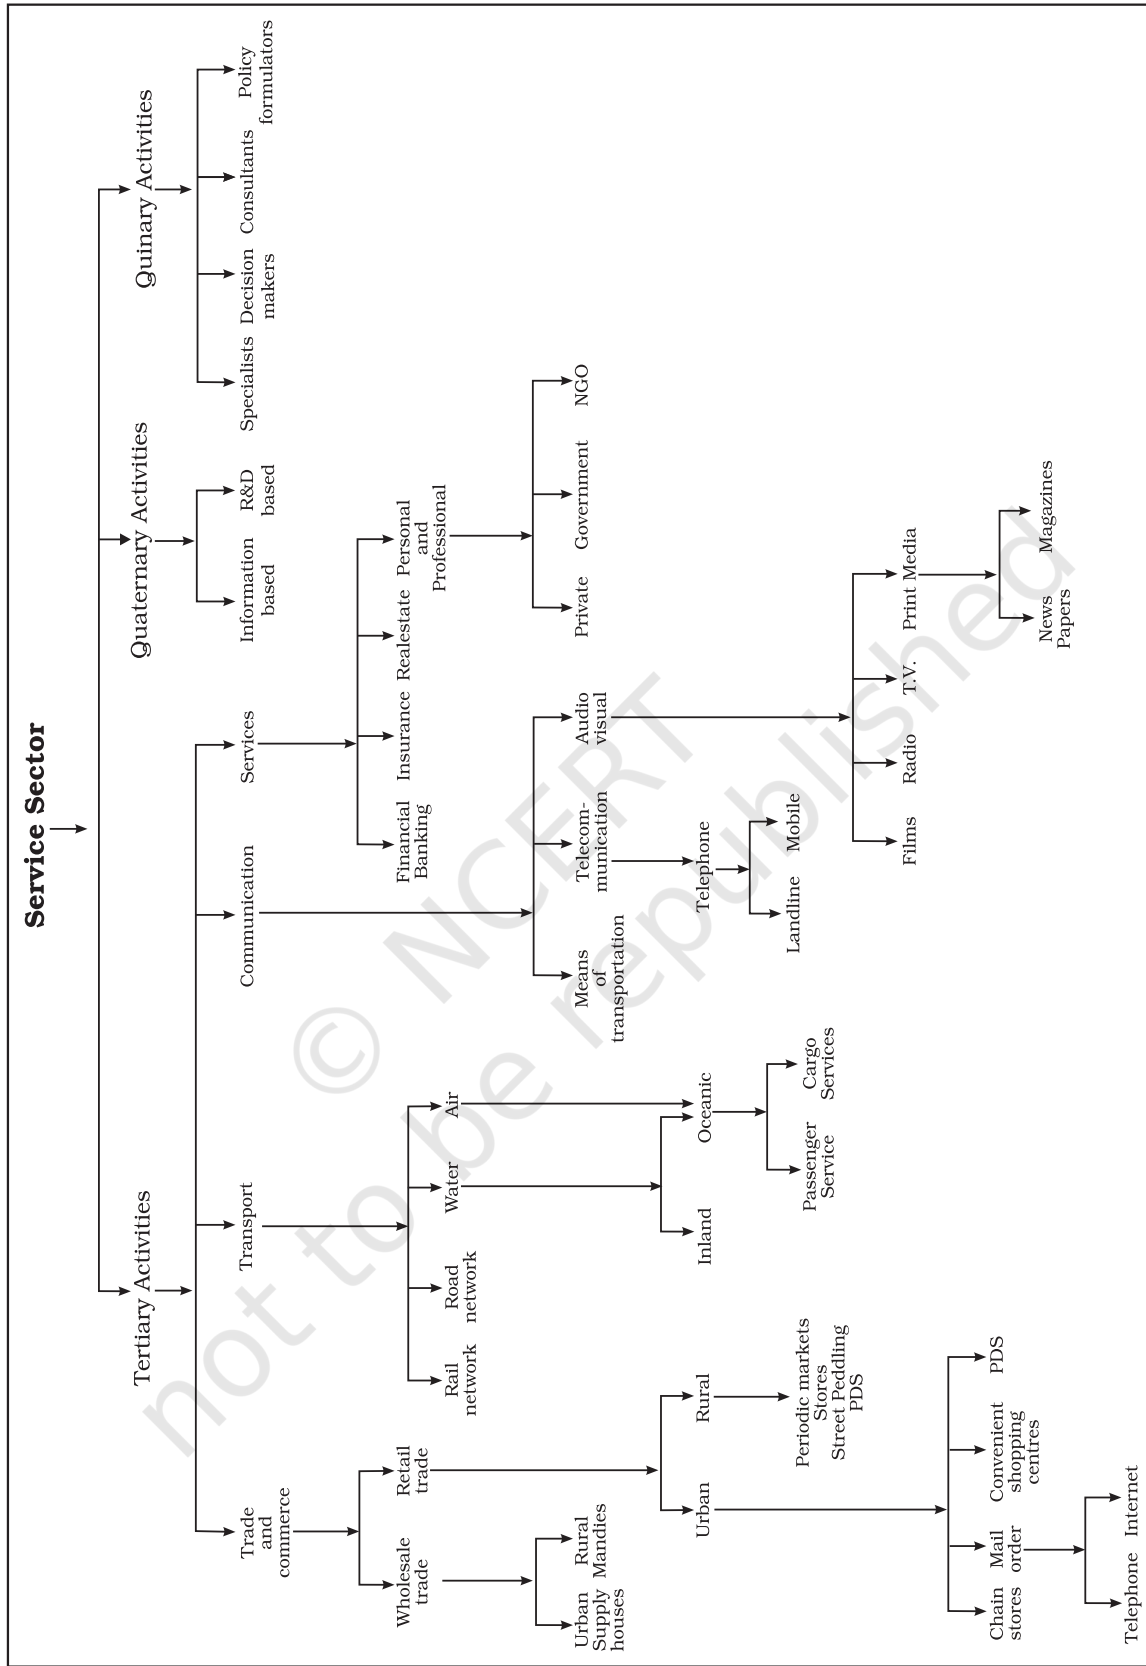 Service Sector
Tertiary Activities
Quaternary Activities
Quinary Activities
Trade
and
commerce
Transport
Communication
Services
Information
based
R&D
based
Specialists
Decision
makers
Consultants
Policy
formulators
Wholesale
trade
Retail
trade
Rail
network
Road
network
Water
Air
Financial
Banking
Insurance
Realestate
Personal
and
Professional
Urban
Supply
houses
Rural
Mandies
Means
of
transportation
Telecom-
munication
Audio
visual
Private
Government
NGO
Urban
Rural
Inland
Oceanic
Telephone
Periodic markets
Stores
Street Peddling
PDS
Passenger
Service
Cargo
Services
Landline
Mobile
Films
Radio
T.V.
Print Media
Chain
stores
Mail
order
Convenient
shopping
centres
PDS
News
Papers
Magazines
Telephone
Internet
© NCERT
not to be republished